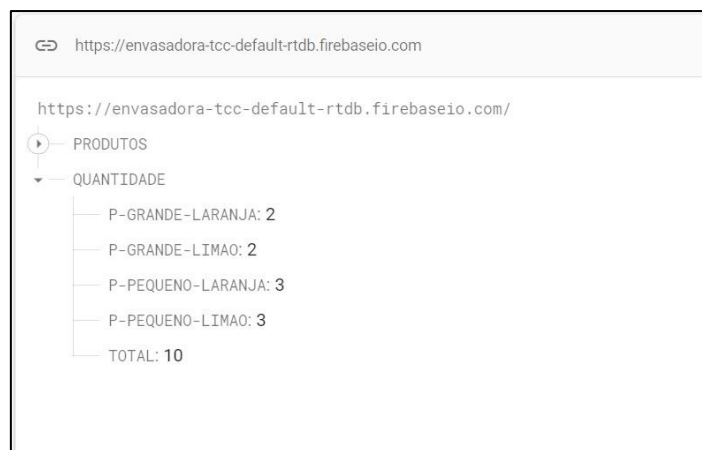 https://envasadora-tcc-default-rtdb.firebaseio.com
https://envasadora-tcc-default-rtdb.firebaseio.com/
PRODUTOS
QUANTIDADE
P-GRANDE-LARANJA: 2
P-GRANDE-LIMAO: 2
P-PEQUENO-LARANJA: 3
P-PEQUENO-LIMAO: 3
TOTAL: 10